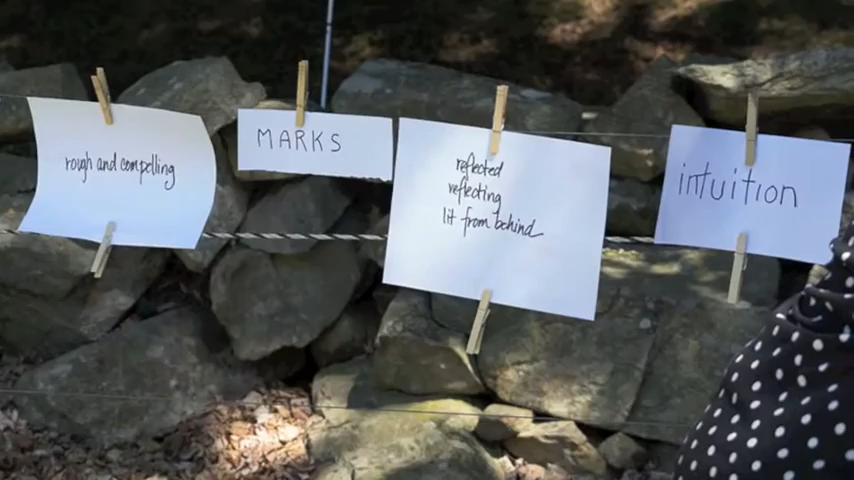 rough and compelling
MARKS
reflected
reflecting
lit from behind
intuition